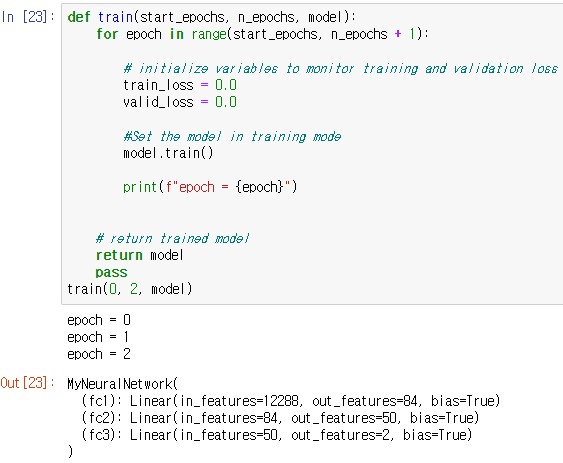 In [23]: def train(start_epochs, n_epochs, model):
    for epoch in range(start_epochs, n_epochs + 1):

        # initialize variables to monitor training and validation loss
        train_loss = 0.0
        valid_loss = 0.0

        #Set the model in training mode
        model.train()

        print(f"epoch = {epoch}")


    # return trained model
    return model
    pass
train(0, 2, model)
epoch = 0
epoch = 1
epoch = 2
Out[23]: MyNeuralNetwork(
  (fc1): Linear(in_features=12288, out_features=84, bias=True)
  (fc2): Linear(in_features=84, out_features=50, bias=True)
  (fc3): Linear(in_features=50, out_features=2, bias=True)
)